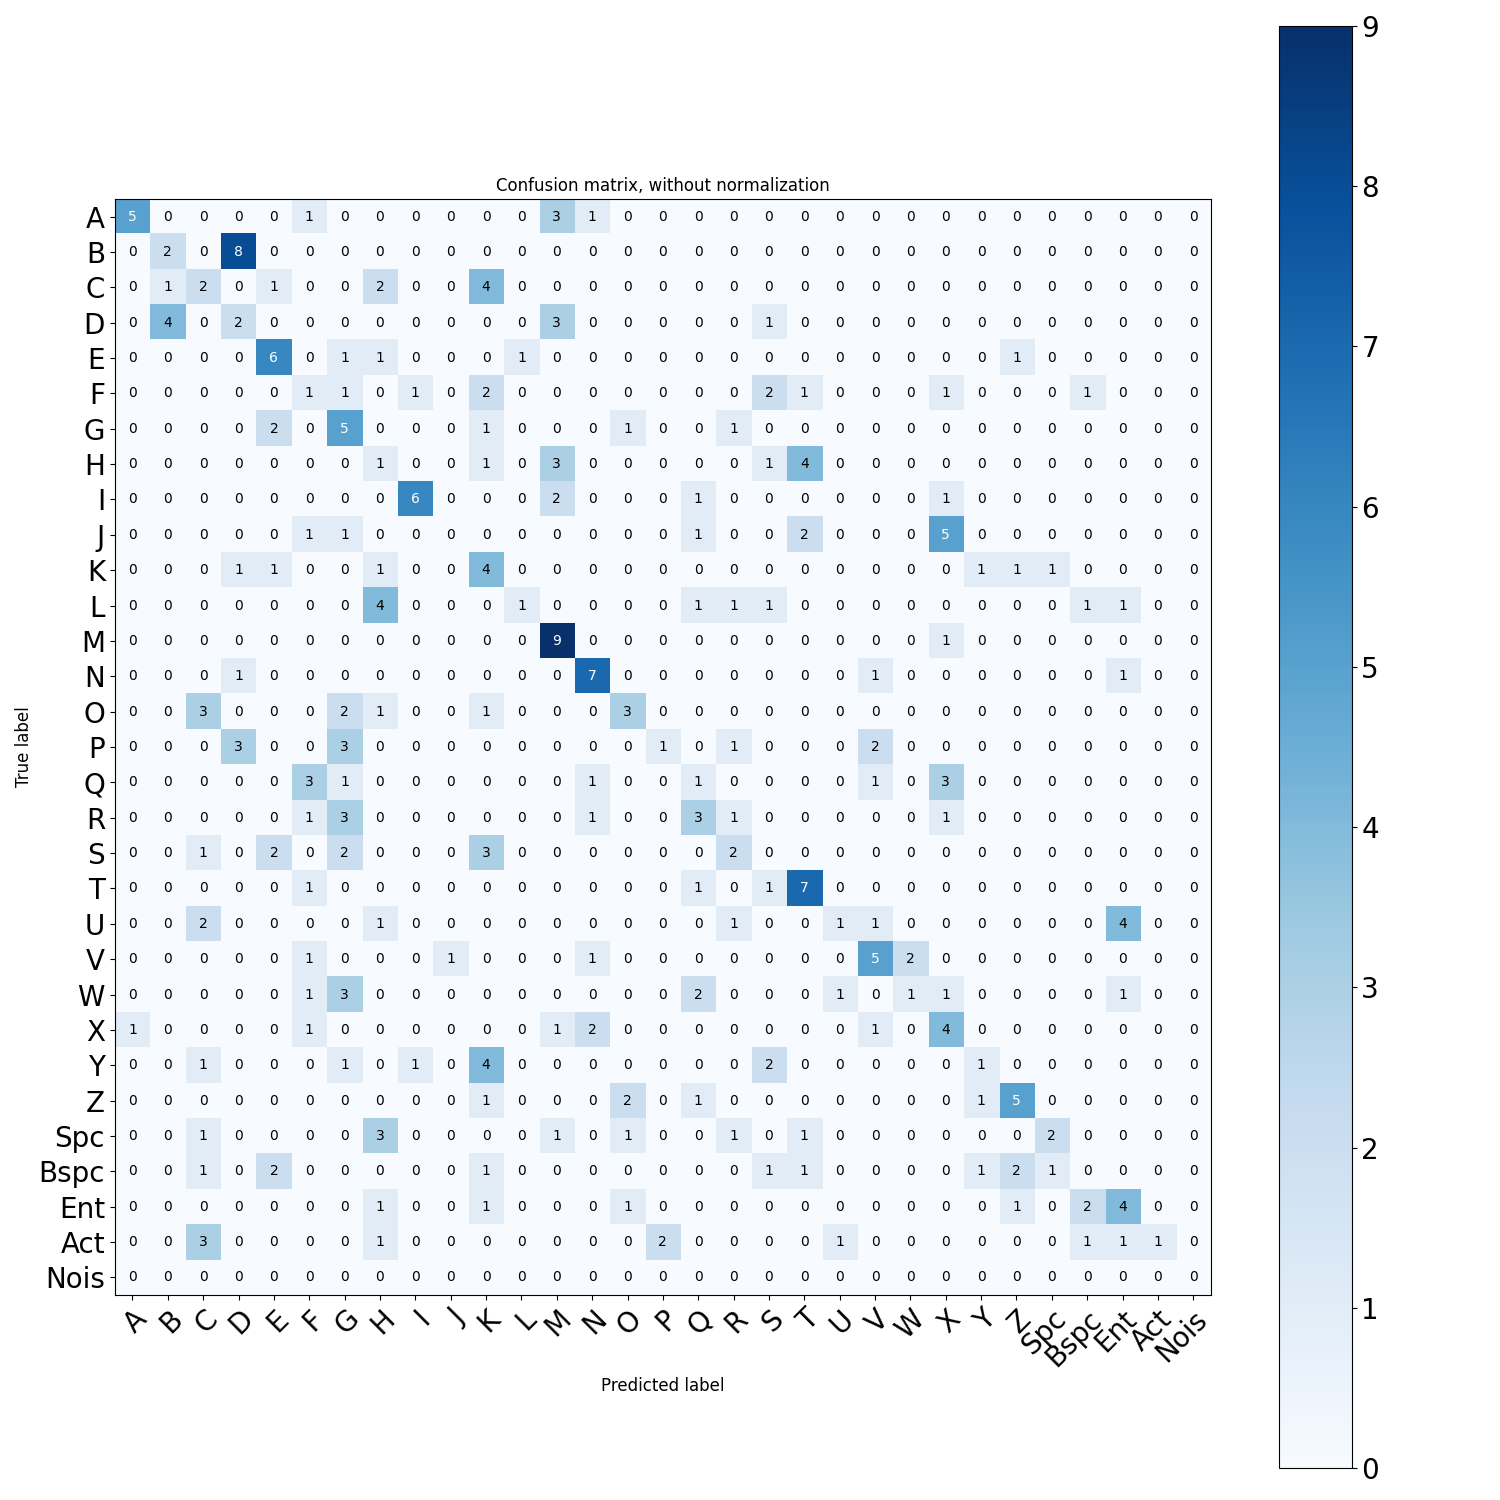 Confusion matrix, without normalization
A 5 0 0 0 0 1 0 0 0 0 0 0 3 1 0 0 0 0 0 0 0 0 0 0 0 0 0 0 0 0 0
B 0 2 0 8 0 0 0 0 0 0 0 0 0 0 0 0 0 0 0 0 0 0 0 0 0 0 0 0 0 0 0
C 0 1 2 0 1 0 0 2 0 0 4 0 0 0 0 0 0 0 0 0 0 0 0 0 0 0 0 0 0 0 0
D 0 4 0 2 0 0 0 0 0 0 0 0 3 0 0 0 0 0 1 0 0 0 0 0 0 0 0 0 0 0 0
E 0 0 0 0 6 0 1 1 0 0 0 1 0 0 0 0 0 0 0 0 0 0 0 0 0 1 0 0 0 0 0
F 0 0 0 0 0 1 1 0 1 0 2 0 0 0 0 0 0 0 2 1 0 0 0 1 0 0 0 1 0 0 0
G 0 0 0 0 2 0 5 0 0 0 1 0 0 0 1 0 0 1 0 0 0 0 0 0 0 0 0 0 0 0 0
H 0 0 0 0 0 0 0 1 0 0 1 0 3 0 0 0 0 0 1 4 0 0 0 0 0 0 0 0 0 0 0
I 0 0 0 0 0 0 0 0 6 0 0 0 2 0 0 0 1 0 0 0 0 0 0 1 0 0 0 0 0 0 0
J 0 0 0 0 0 1 1 0 0 0 0 0 0 0 0 0 1 0 0 2 0 0 0 5 0 0 0 0 0 0 0
K 0 0 0 1 1 0 0 1 0 0 4 0 0 0 0 0 0 0 0 0 0 0 0 0 1 1 1 0 0 0 0
L 0 0 0 0 0 0 0 4 0 0 0 1 0 0 0 0 1 1 1 0 0 0 0 0 0 0 0 1 1 0 0
M 0 0 0 0 0 0 0 0 0 0 0 0 9 0 0 0 0 0 0 0 0 0 0 1 0 0 0 0 0 0 0
N 0 0 0 1 0 0 0 0 0 0 0 0 0 7 0 0 0 0 0 0 0 1 0 0 0 0 0 0 1 0 0
O 0 0 3 0 0 0 2 1 0 0 1 0 0 0 3 0 0 0 0 0 0 0 0 0 0 0 0 0 0 0 0
P 0 0 0 3 0 0 3 0 0 0 0 0 0 0 0 1 0 1 0 0 0 2 0 0 0 0 0 0 0 0 0
Q 0 0 0 0 0 3 1 0 0 0 0 0 0 1 0 0 1 0 0 0 0 1 0 3 0 0 0 0 0 0 0
R 0 0 0 0 0 1 3 0 0 0 0 0 0 1 0 0 3 1 0 0 0 0 0 1 0 0 0 0 0 0 0
S 0 0 1 0 2 0 2 0 0 0 3 0 0 0 0 0 0 2 0 0 0 0 0 0 0 0 0 0 0 0 0
T 0 0 0 0 0 1 0 0 0 0 0 0 0 0 0 0 1 0 1 7 0 0 0 0 0 0 0 0 0 0 0
U 0 0 2 0 0 0 0 1 0 0 0 0 0 0 0 0 0 1 0 0 1 1 0 0 0 0 0 0 4 0 0
V 0 0 0 0 0 1 0 0 0 1 0 0 0 1 0 0 0 0 0 0 0 5 2 0 0 0 0 0 0 0 0
W 0 0 0 0 0 1 3 0 0 0 0 0 0 0 0 0 2 0 0 0 1 0 1 1 0 0 0 0 1 0 0
X 1 0 0 0 0 1 0 0 0 0 0 0 1 2 0 0 0 0 0 0 0 1 0 4 0 0 0 0 0 0 0
Y 0 0 1 0 0 0 1 0 1 0 4 0 0 0 0 0 0 0 2 0 0 0 0 0 1 0 0 0 0 0 0
Z 0 0 0 0 0 0 0 0 0 0 1 0 0 0 2 0 1 0 0 0 0 0 0 0 1 5 0 0 0 0 0
Spc 0 0 1 0 0 0 0 3 0 0 0 0 1 0 1 0 0 1 0 1 0 0 0 0 0 0 2 0 0 0 0
Bspc 0 0 1 0 2 0 0 0 0 0 1 0 0 0 0 0 0 0 1 1 0 0 0 0 1 2 1 0 0 0 0
Ent 0 0 0 0 0 0 0 1 0 0 1 0 0 0 1 0 0 0 0 0 0 0 0 0 0 1 0 2 4 0 0
Act 0 0 3 0 0 0 0 1 0 0 0 0 0 0 0 2 0 0 0 0 1 0 0 0 0 0 0 1 1 1 0
Nois 0 0 0 0 0 0 0 0 0 0 0 0 0 0 0 0 0 0 0 0 0 0 0 0 0 0 0 0 0 0 0
A B C D E F G H I J K L M N O P Q R S T U V W X Y Z Spc Bspc Ent Act Nois
Predicted label
True label
9
8
7
6
5
4
3
2
1
0